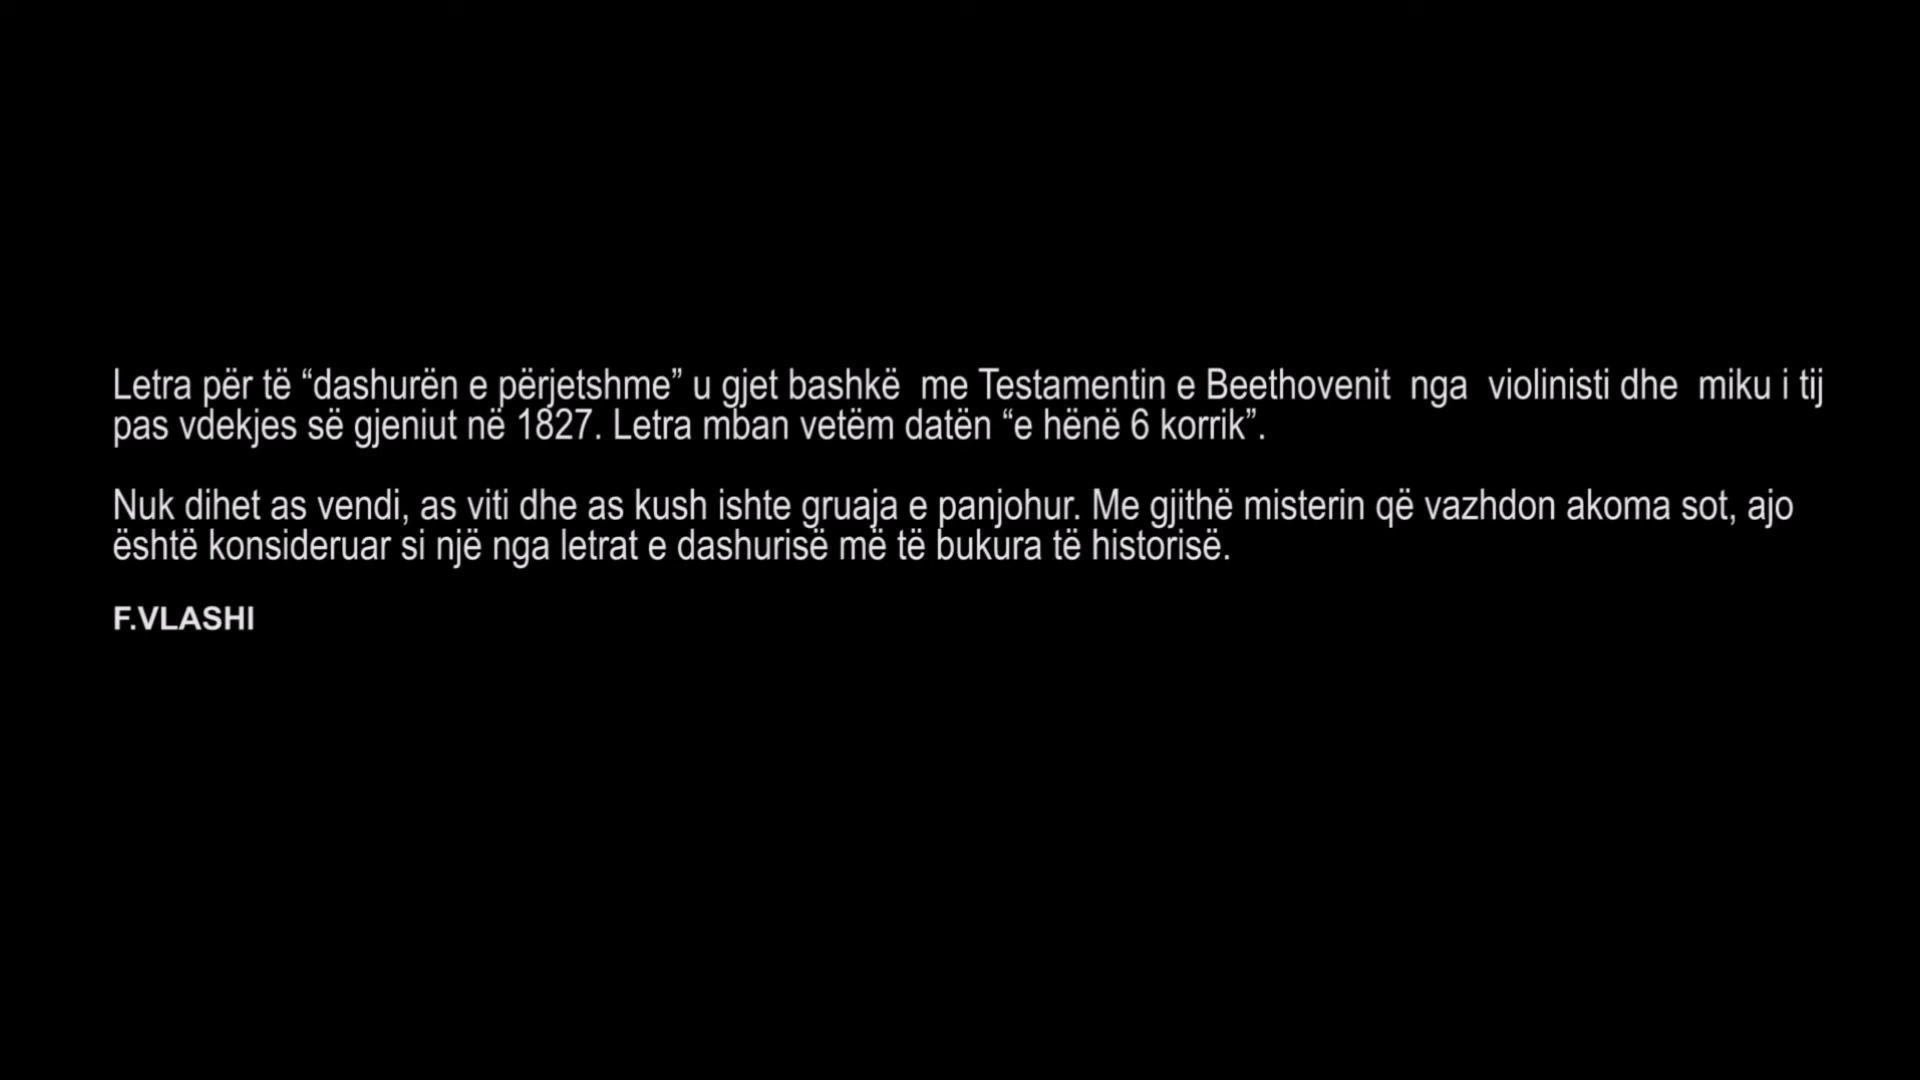 Letra për të “dashurën e përjetshme” u gjet bashkë me Testamentin e Beethovenit nga violinisti dhe miku i tij
pas vdekjes së gjeniut në 1827. Letra mban vetëm datën “e hënë 6 korrik”.
Nuk dihet as vendi, as viti dhe as kush ishte gruaja e panjohur. Me gjithë misterin që vazhdon akoma sot, ajo
është konsideruar si një nga letrat e dashurisë më të bukura të historisë.
F.VLASHI